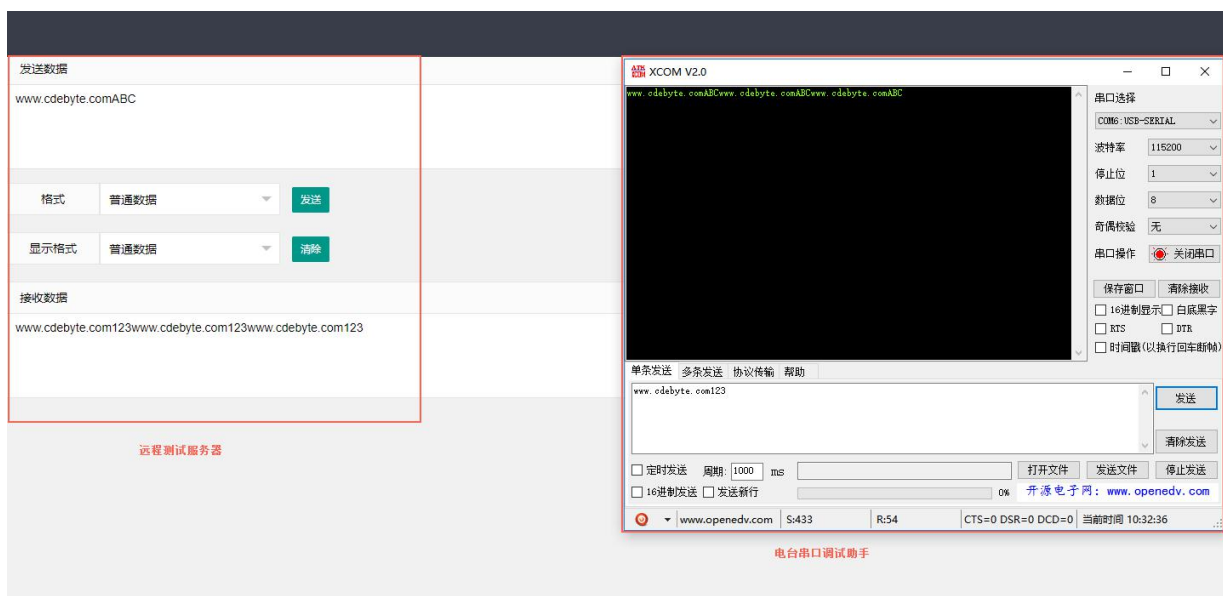 发送数据
www.cdebyte.comABC
格式 普通数据 发送
显示格式 普通数据 清除
接收数据
www.cdebyte.com123www.cdebyte.com123www.cdebyte.com123
远程测试服务器
XCOM V2.0
www.cdebyte.comABCwww.cdebyte.comABCwww.cdebyte.comABC
串口选择
COM6:USB-SERIAL
波特率 115200
停止位 1
数据位 8
奇偶校验 无
串口操作 关闭串口
保存窗口 清除接收
16进制显示 白底黑字
RTS DTR
时间戳(以换行回车断帧)
单条发送 多条发送 协议传输 帮助
www.cdebyte.com123
发送
清除发送
定时发送 周期: 1000 ms 打开文件 发送文件 停止发送
16进制发送 发送新行 0% 开源电子网: www.openedv.com
www.openedv.com S:433 R:54 CTS=0 DSR=0 DCD=0 当前时间 10:32:36
电台串口调试助手